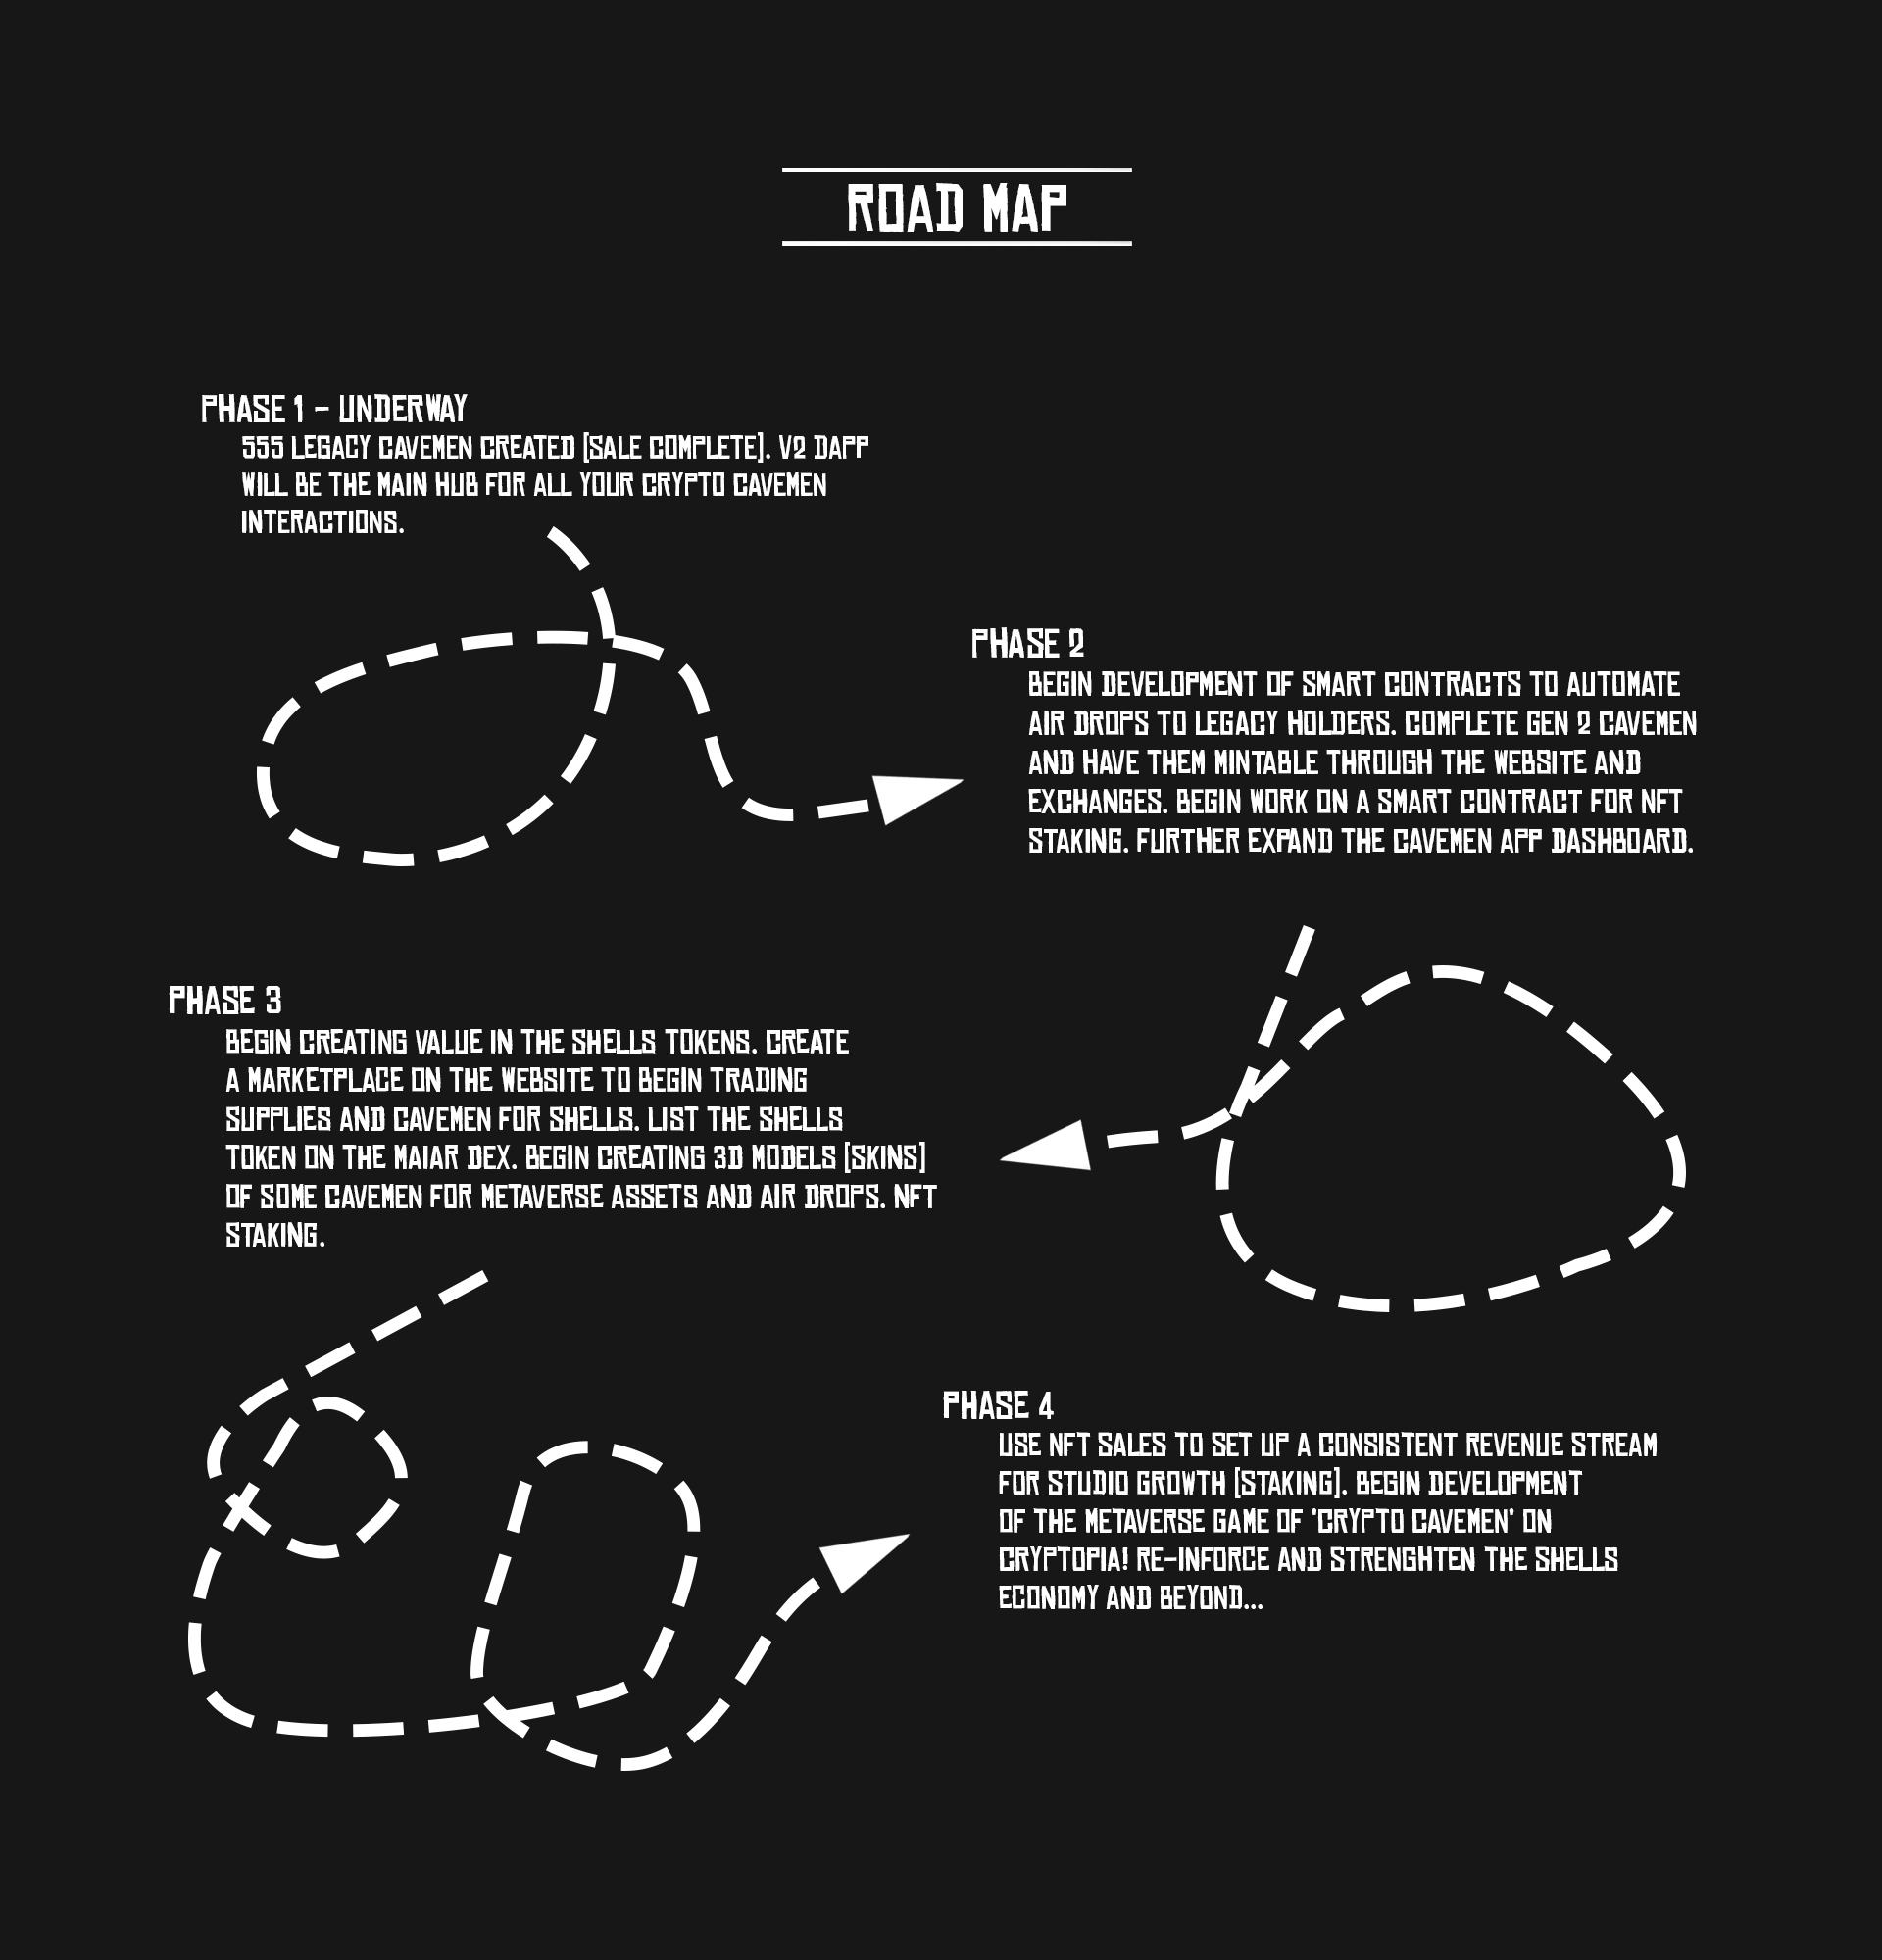 ROAD MAP
PHASE 1 - UNDERWAY
555 LEGACY CAVEMEN CREATED [SALE COMPLETE]. V2 DAPP
WILL BE THE MAIN HUB FOR ALL YOUR CRYPTO CAVEMEN
INTERACTIONS.
PHASE 2
BEGIN DEVELOPMENT OF SMART CONTRACTS TO AUTOMATE
AIR DROPS TO LEGACY HOLDERS. COMPLETE GEN 2 CAVEMEN
AND HAVE THEM MINTABLE THROUGH THE WEBSITE AND
EXCHANGES. BEGIN WORK ON A SMART CONTRACT FOR NFT
STAKING. FURTHER EXPAND THE CAVEMEN APP DASHBOARD.
PHASE 3
BEGIN CREATING VALUE IN THE SHELLS TOKENS. CREATE
A MARKETPLACE ON THE WEBSITE TO BEGIN TRADING
SUPPLIES AND CAVEMEN FOR SHELLS. LIST THE SHELLS
TOKEN ON THE MAIAR DEX. BEGIN CREATING 3D MODELS [SKINS]
OF SOME CAVEMEN FOR METAVERSE ASSETS AND AIR DROPS. NFT
STAKING.
PHASE 4
USE NFT SALES TO SET UP A CONSISTENT REVENUE STREAM
FOR STUDIO GROWTH [STAKING]. BEGIN DEVELOPMENT
OF THE METAVERSE GAME OF 'CRYPTO CAVEMEN' ON
CRYPTOPIA! RE-INFORCE AND STRENGHTEN THE SHELLS
ECONOMY AND BEYOND...